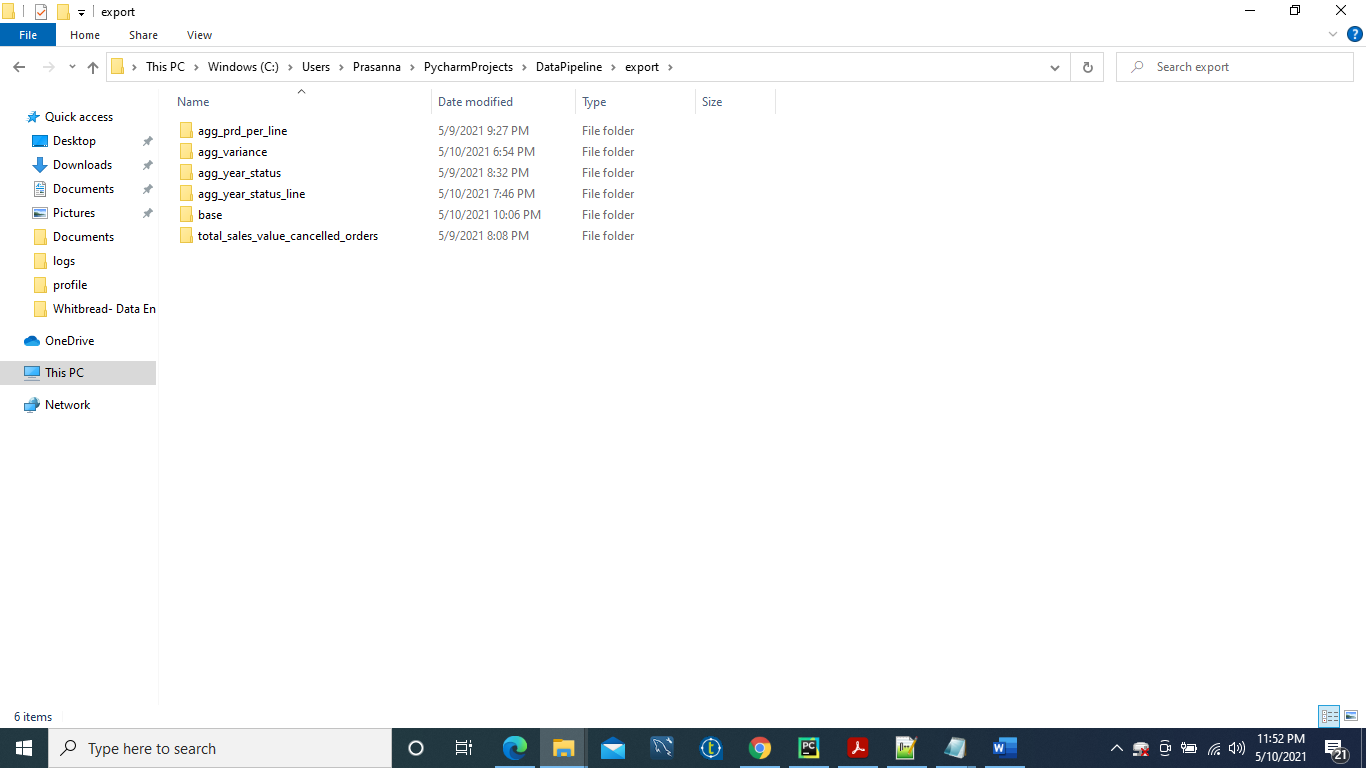 export
File Home Share View
This PC Windows (C:) Users Prasanna PycharmProjects DataPipeline export
Search export
Name Date modified Type Size
Quick access
Desktop
Downloads
Documents
Pictures
Documents
logs
profile
Whitbread- Data En
OneDrive
This PC
Network
agg_prd_per_line 5/9/2021 9:27 PM File folder
agg_variance 5/10/2021 6:54 PM File folder
agg_year_status 5/9/2021 8:32 PM File folder
agg_year_status_line 5/10/2021 7:46 PM File folder
base 5/10/2021 10:06 PM File folder
total_sales_value_cancelled_orders 5/9/2021 8:08 PM File folder
6 items
Type here to search
11:52 PM
5/10/2021
21